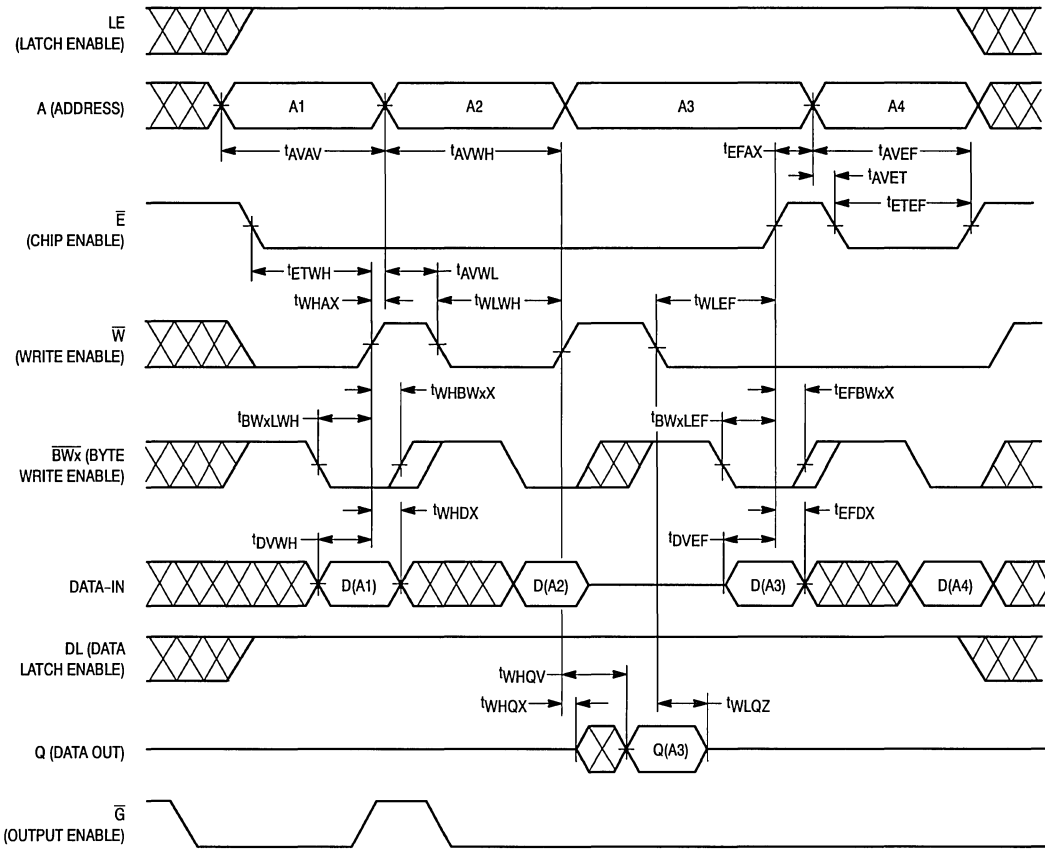 LE
(LATCH ENABLE)
A (ADDRESS)
A1
A2
A3
A4
tAVAV
tAVWH
tEFAX
tAVEF
tAVET
tETEF
E̅
(CHIP ENABLE)
tETWH
tAVWL
tWHAX
tWLWH
tWLEF
W̅
(WRITE ENABLE)
tWHBWxX
tEFBWxX
tBWxLWH
tBWxLEF
B̅W̅x̅ (BYTE
WRITE ENABLE)
tWHDX
tEFDX
tDVWH
tDVEF
DATA–IN
D(A1)
D(A2)
D(A3)
D(A4)
DL (DATA
LATCH ENABLE)
tWHQV
tWHQX
tWLQZ
Q (DATA OUT)
Q(A3)
G̅
(OUTPUT ENABLE)